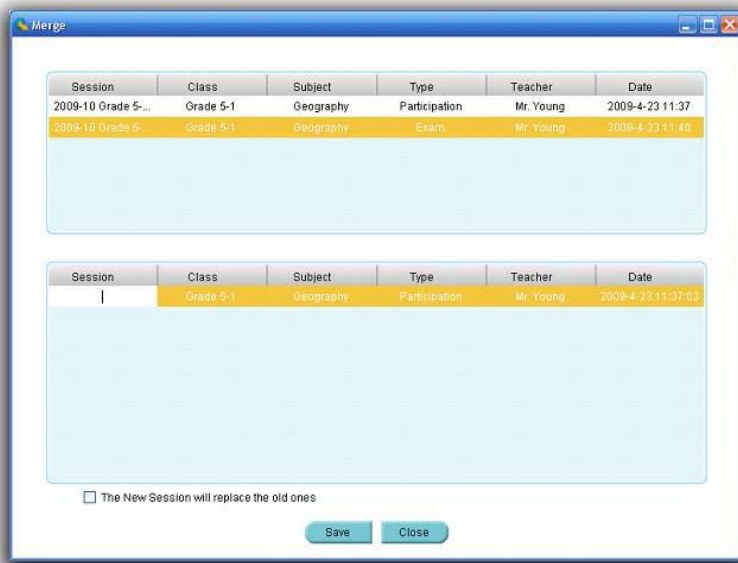 Merge
Session Class Subject Type Teacher Date
2009-10 Grade 5-... Grade 5-1 Geography Participation Mr. Young 2009-4-23 11:37
2009-10 Grade 5-... Grade 5-1 Geography Exam Mr. Young 2009-4-23 11:40
Session Class Subject Type Teacher Date
Grade 5-1 Geography Participation Mr. Young 2009-4-23 11:37:03
The New Session will replace the old ones
Save Close